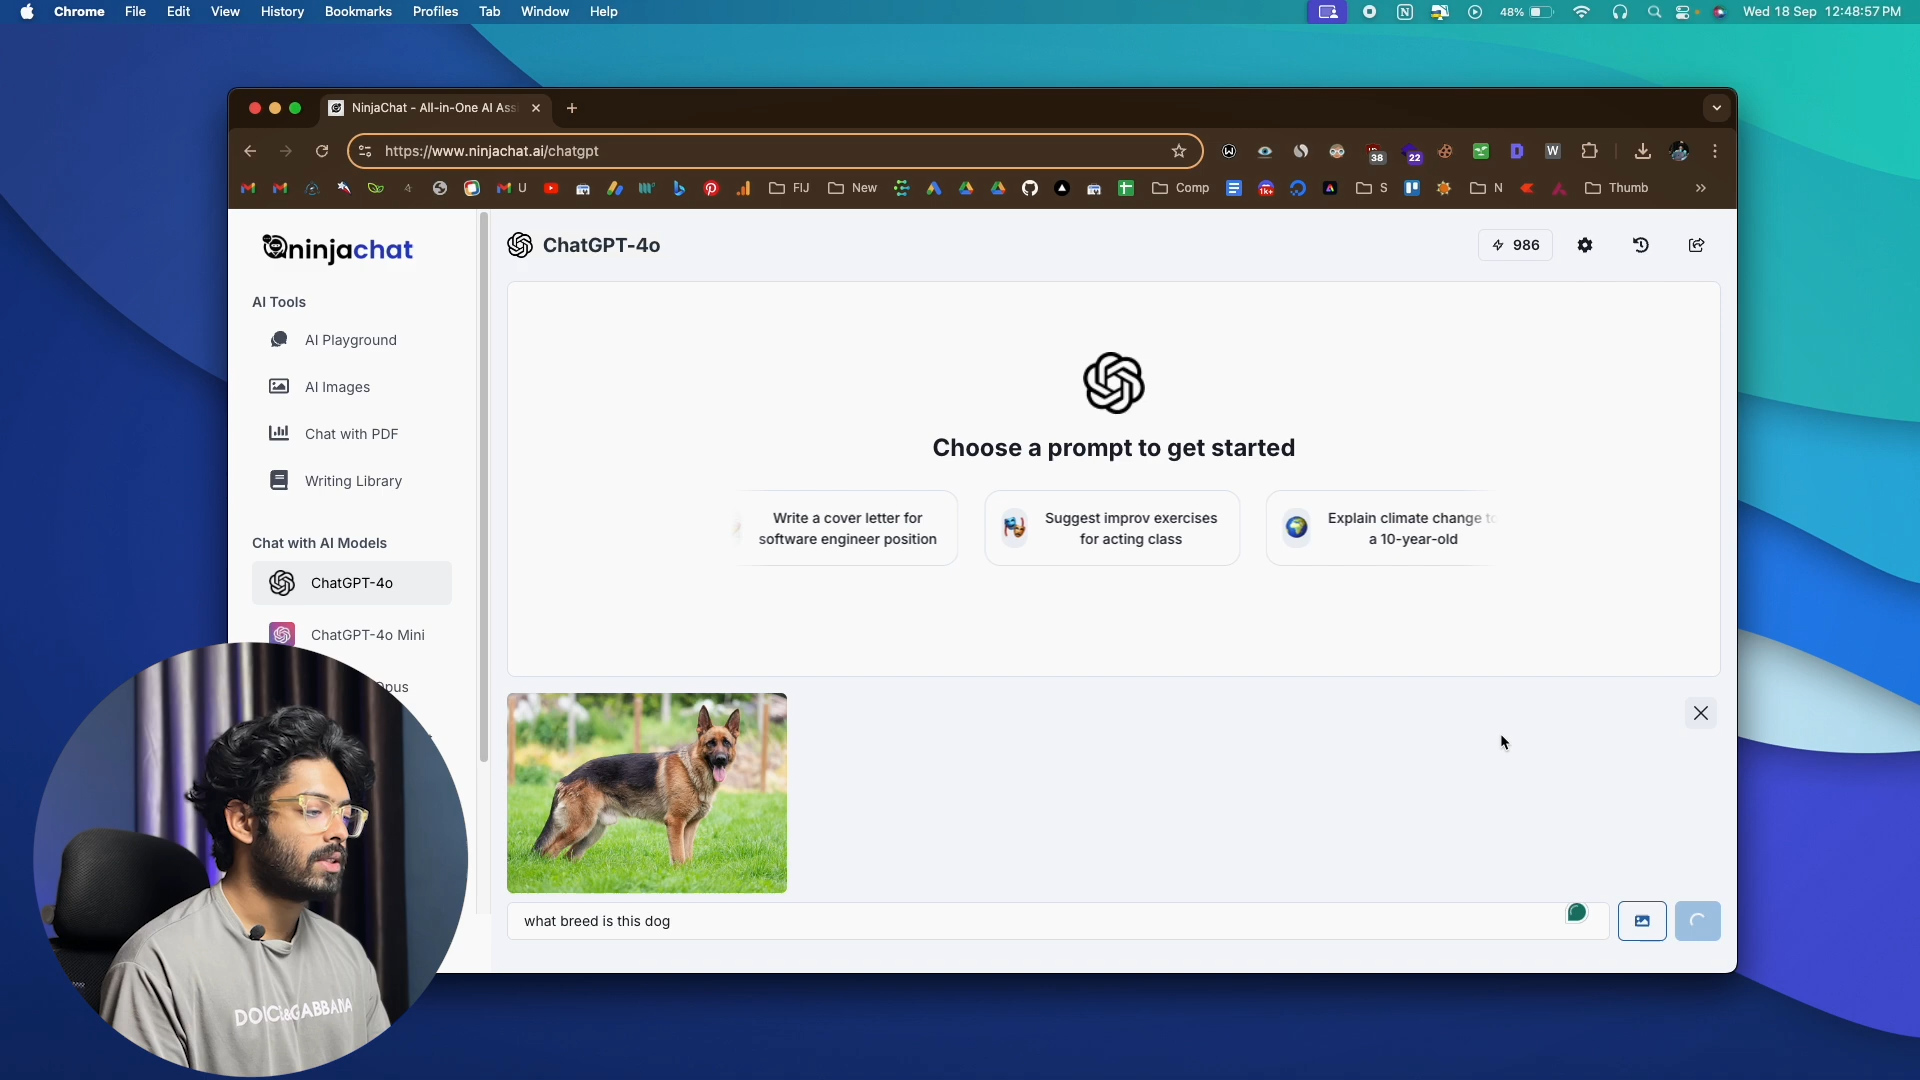 Chrome File Edit View History Bookmarks Profiles Tab Window Help
48% Wed 18 Sep 12:48:57 PM
NinjaChat - All-in-One AI Ass
https://www.ninjachat.ai/chatgpt
38
22
W
U
FIJ
New
Comp
1K+
S
N
Thumb
ninjachat
ChatGPT-4o
986
AI Tools
AI Playground
AI Images
Chat with PDF
Writing Library
Chat with AI Models
ChatGPT-4o
ChatGPT-4o Mini
Opus
Choose a prompt to get started
Write a cover letter for
software engineer position
Suggest improv exercises
for acting class
Explain climate change to
a 10-year-old
what breed is this dog
DOLCE&GABBANA